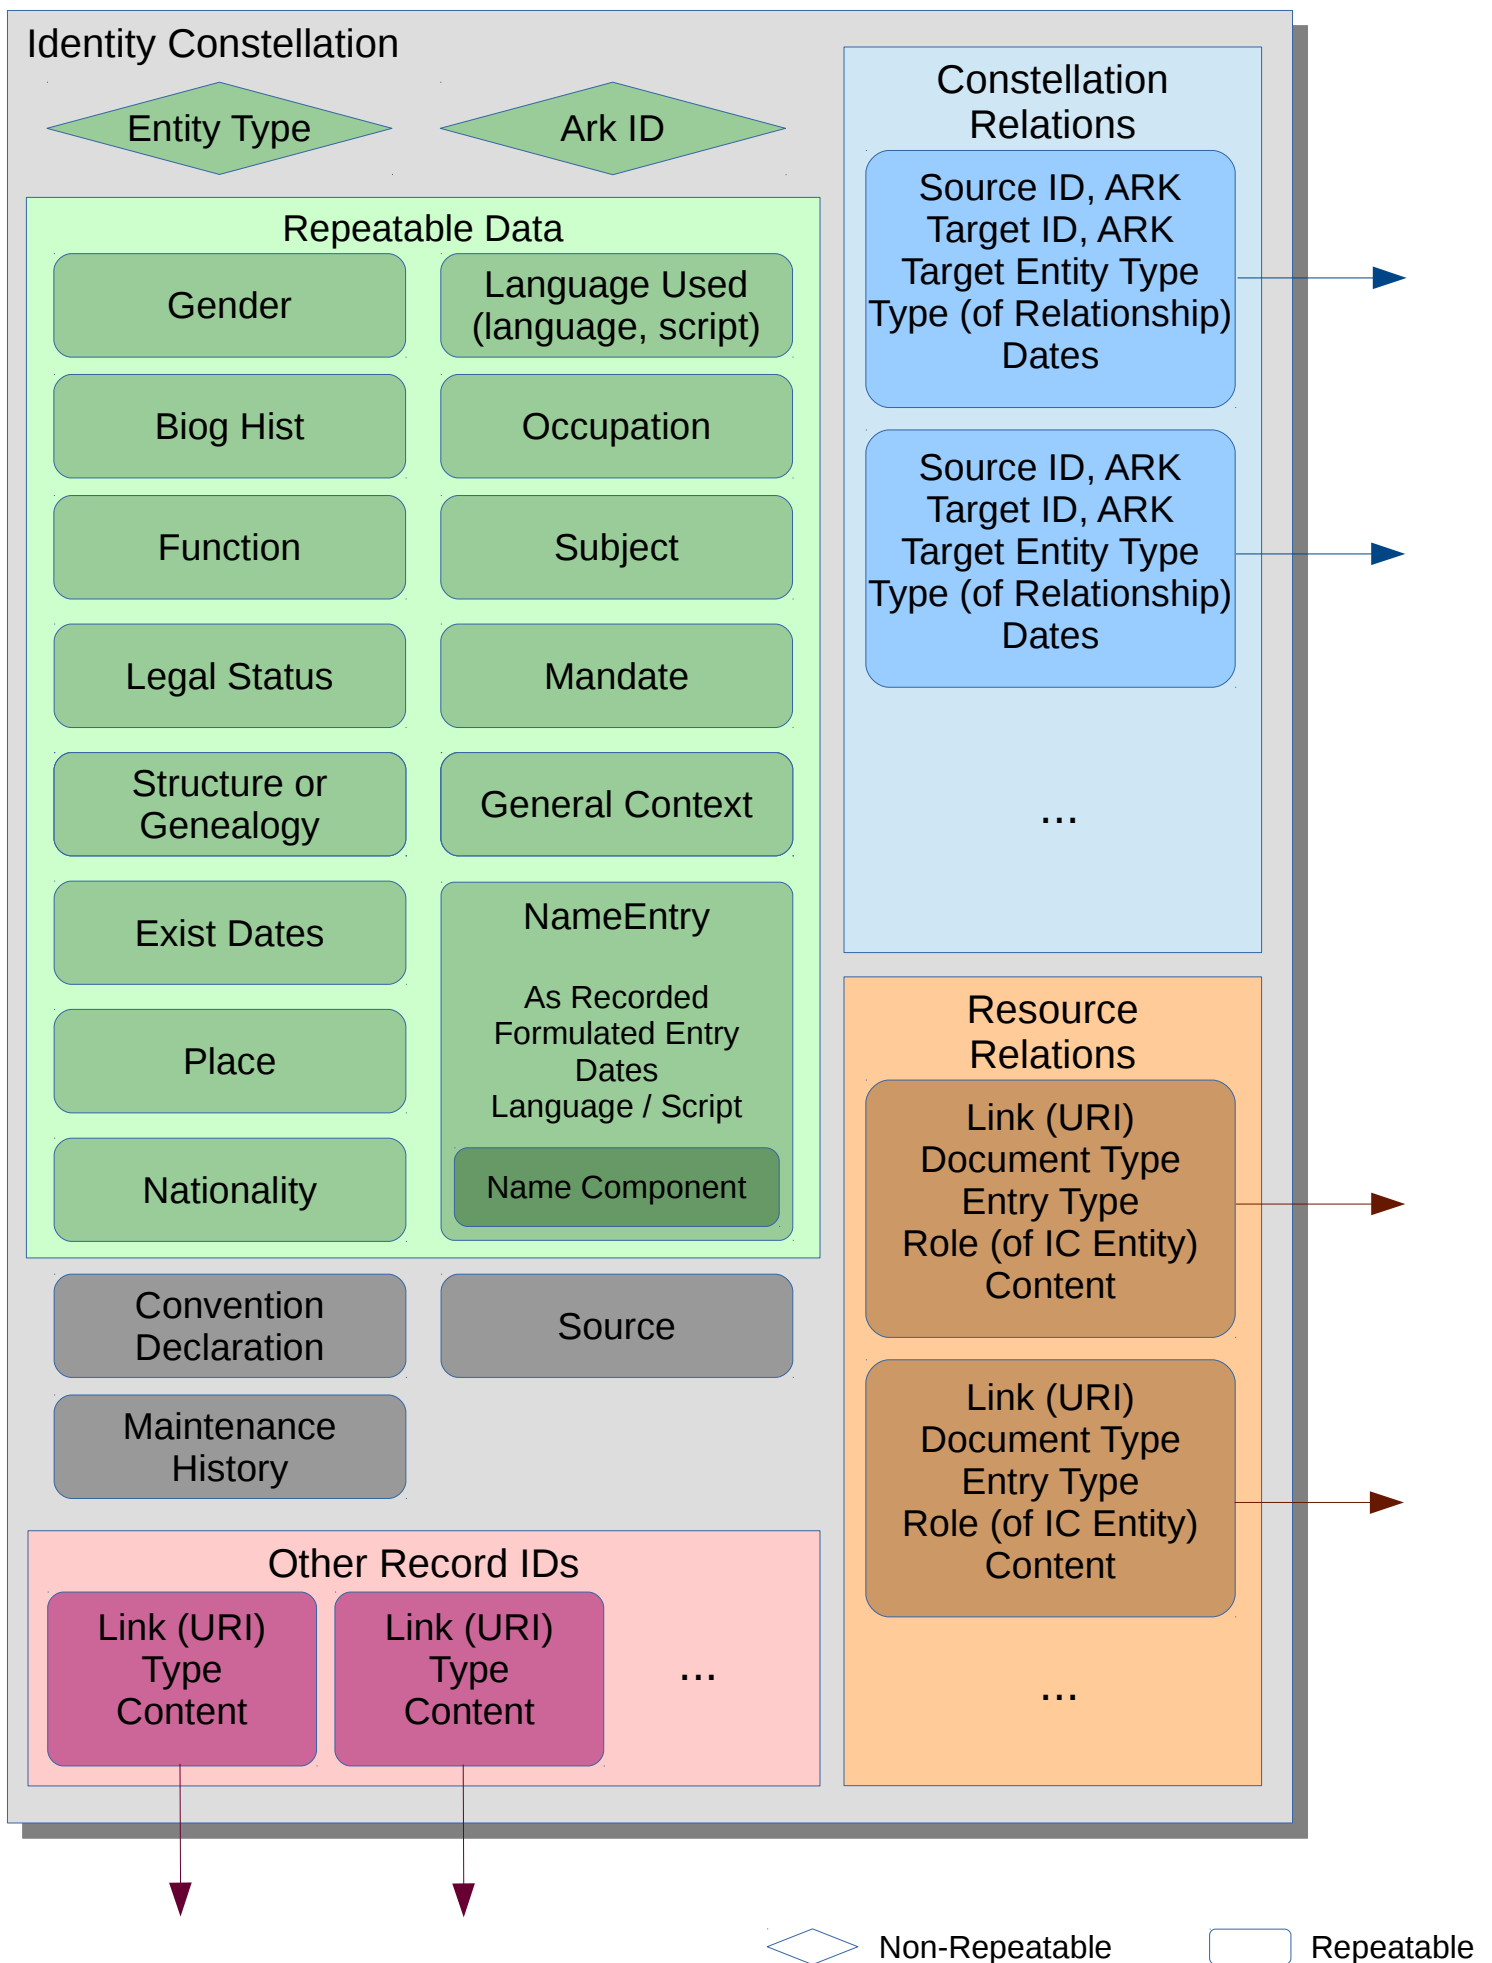 Identity Constellation
Entity Type
Ark ID
Repeatable Data
Gender
Language Used
(language, script)
Biog Hist
Occupation
Function
Subject
Legal Status
Mandate
Structure or
Genealogy
General Context
Exist Dates
Place
Nationality
NameEntry
As Recorded
Formulated Entry
Dates
Language / Script
Name Component
Convention
Declaration
Source
Maintenance
History
Other Record IDs
Link (URI)
Type
Content
Link (URI)
Type
Content
...
Constellation
Relations
Source ID, ARK
Target ID, ARK
Target Entity Type
Type (of Relationship)
Dates
Source ID, ARK
Target ID, ARK
Target Entity Type
Type (of Relationship)
Dates
...
Resource
Relations
Link (URI)
Document Type
Entry Type
Role (of IC Entity)
Content
Link (URI)
Document Type
Entry Type
Role (of IC Entity)
Content
...
Non-Repeatable
Repeatable